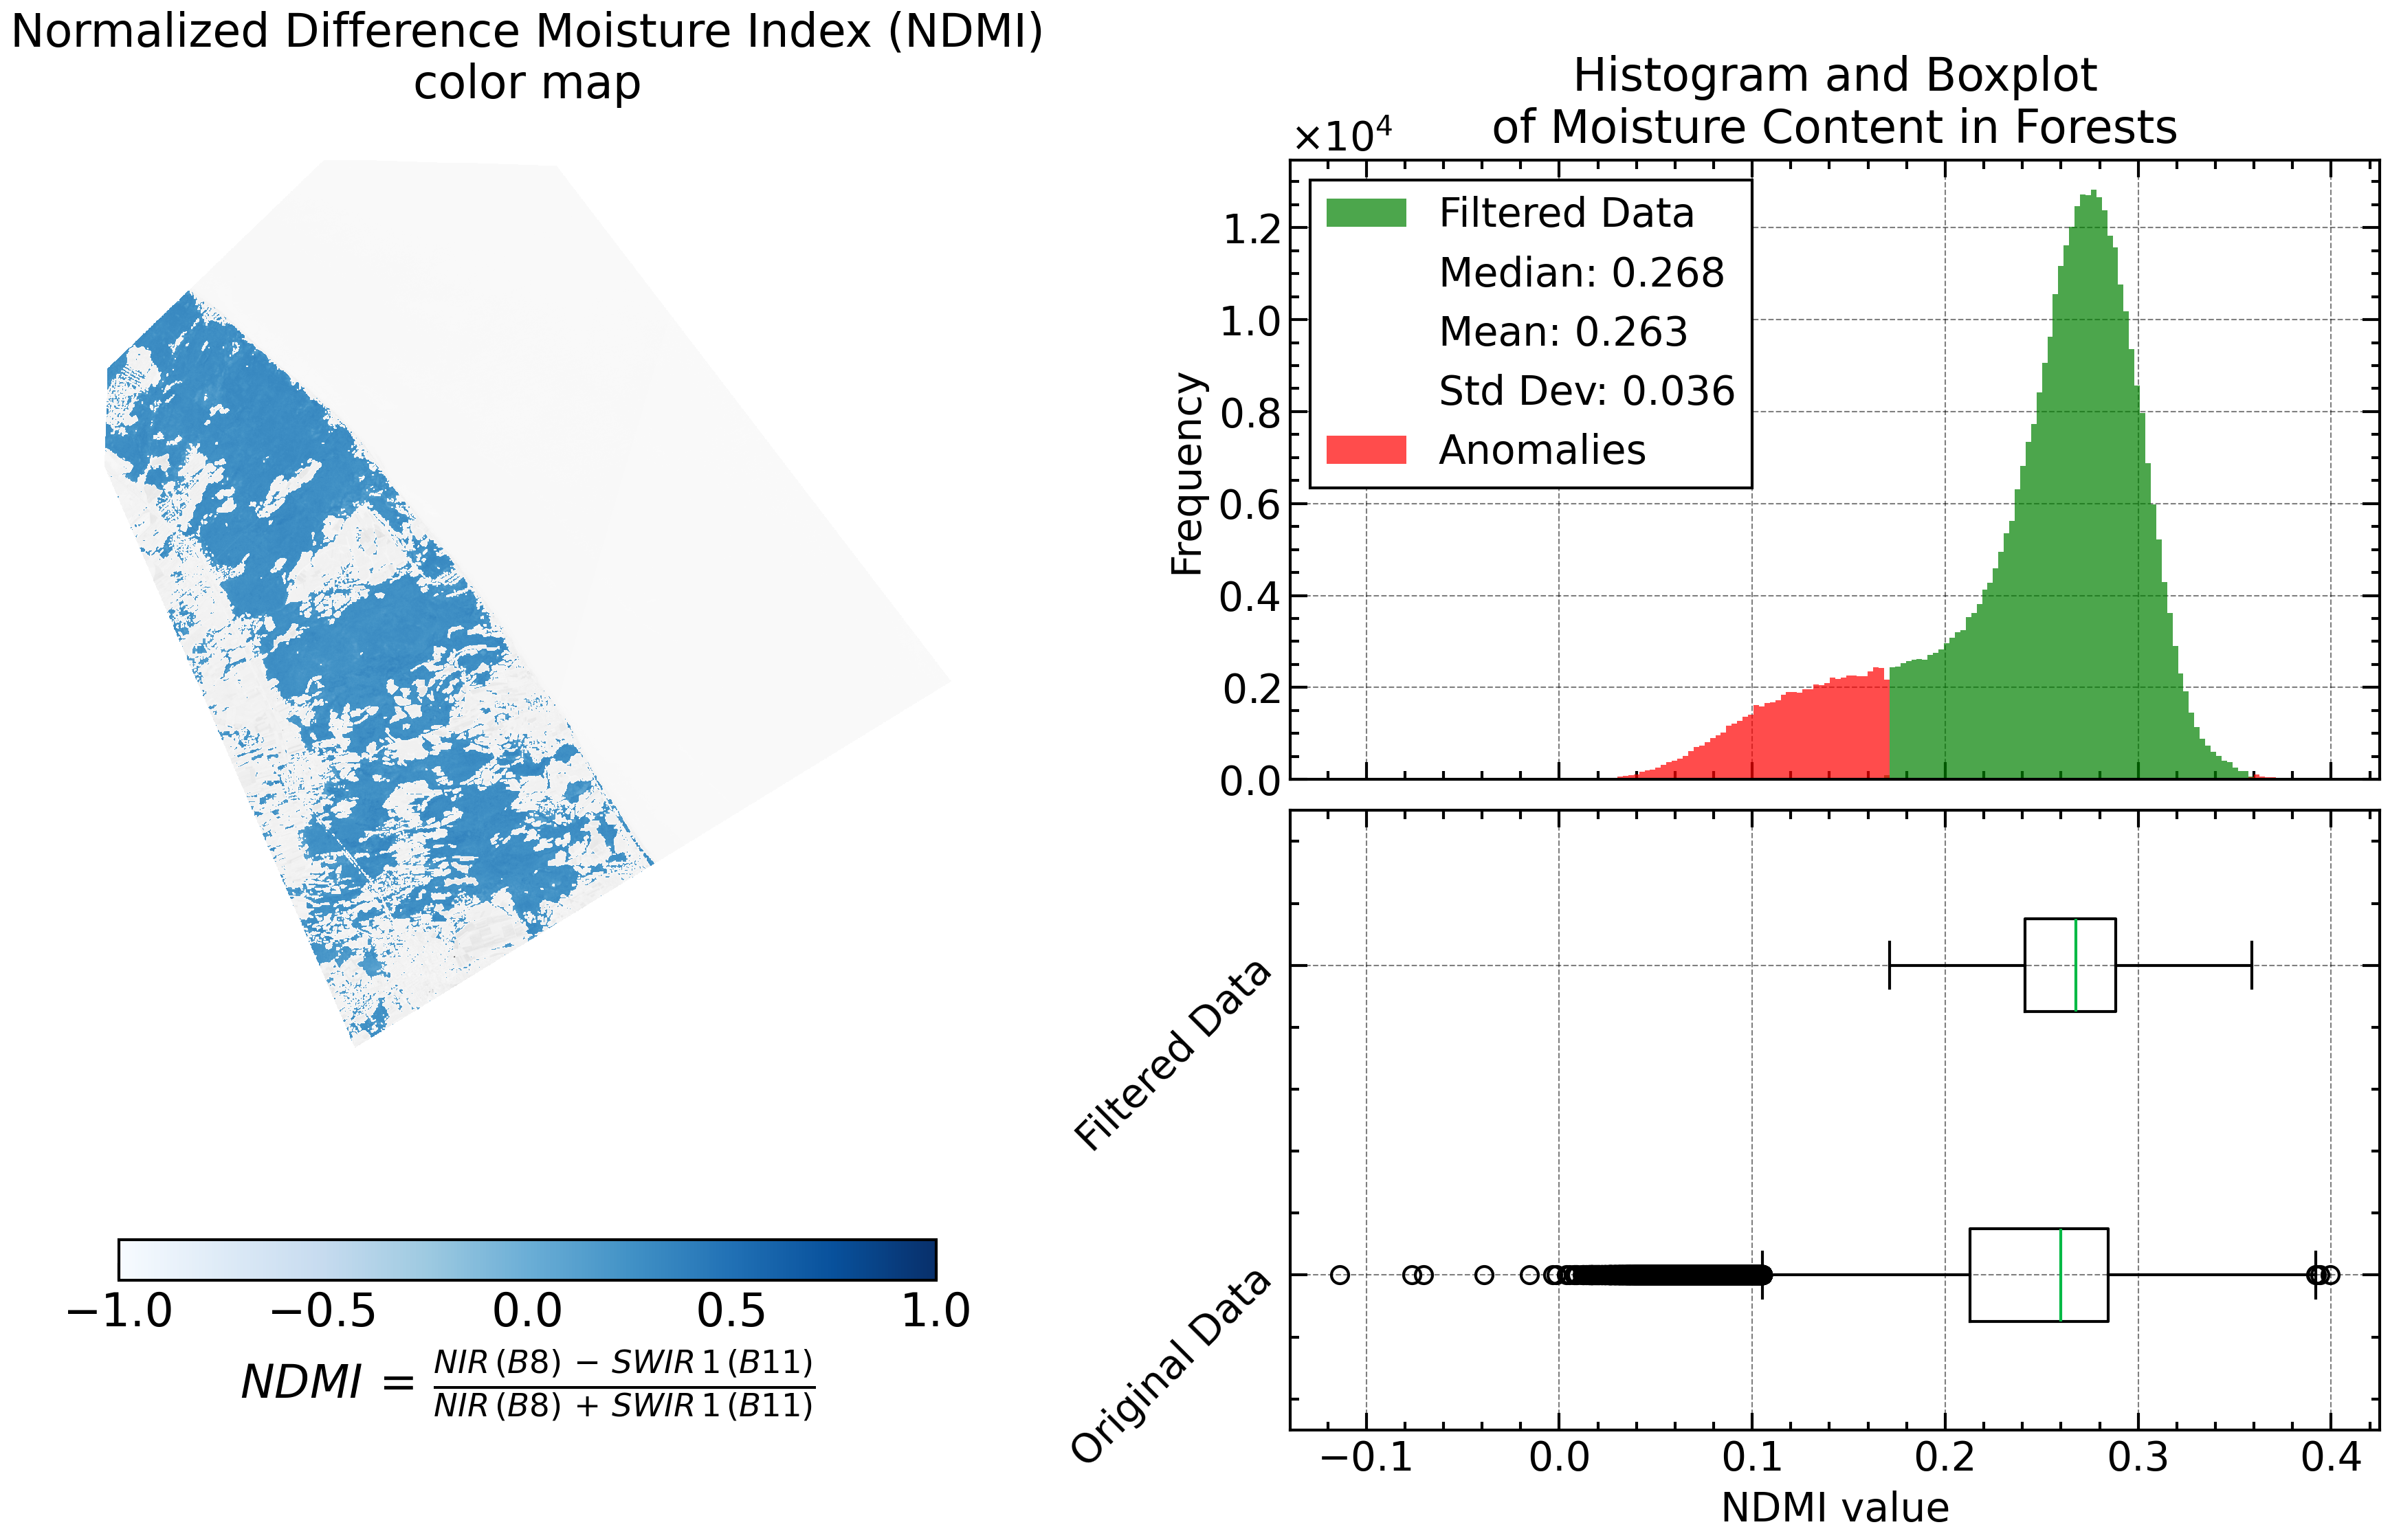 Normalized Difference Moisture Index (NDMI)
color map
−1.0 −0.5 0.0 0.5 1.0
NDMI = NIR (B8) − SWIR 1 (B11) / NIR (B8) + SWIR 1 (B11)
Histogram and Boxplot
of Moisture Content in Forests
×10⁴
1.2
1.0
0.8
0.6
0.4
0.2
0.0
Frequency
Filtered Data
Median: 0.268
Mean: 0.263
Std Dev: 0.036
Anomalies
Filtered Data
Original Data
−0.1 0.0 0.1 0.2 0.3 0.4
NDMI value